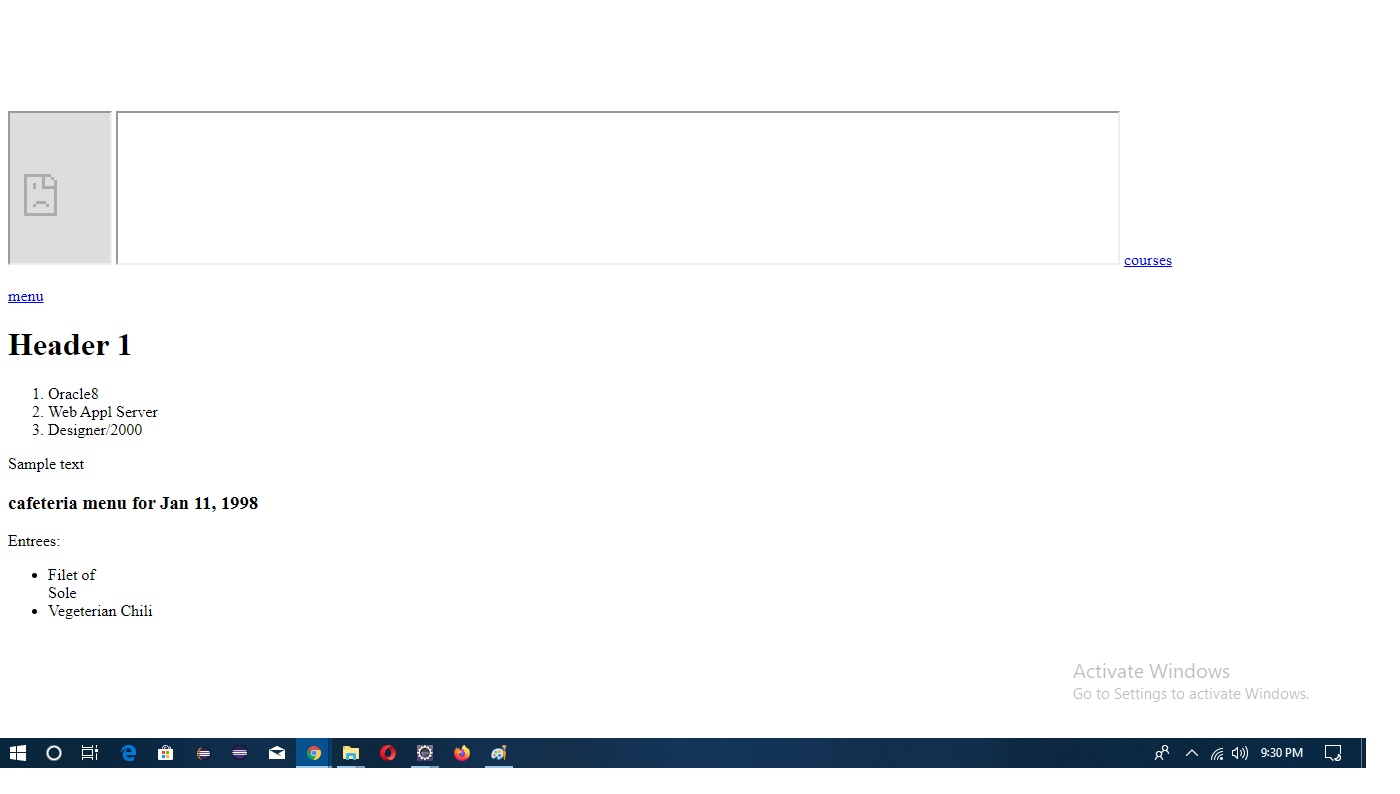 courses
menu
Header 1
1. Oracle8
2. Web Appl Server
3. Designer/2000
Sample text
cafeteria menu for Jan 11, 1998
Entrees:
• Filet of
Sole
• Vegeterian Chili
Activate Windows
Go to Settings to activate Windows.
9:30 PM